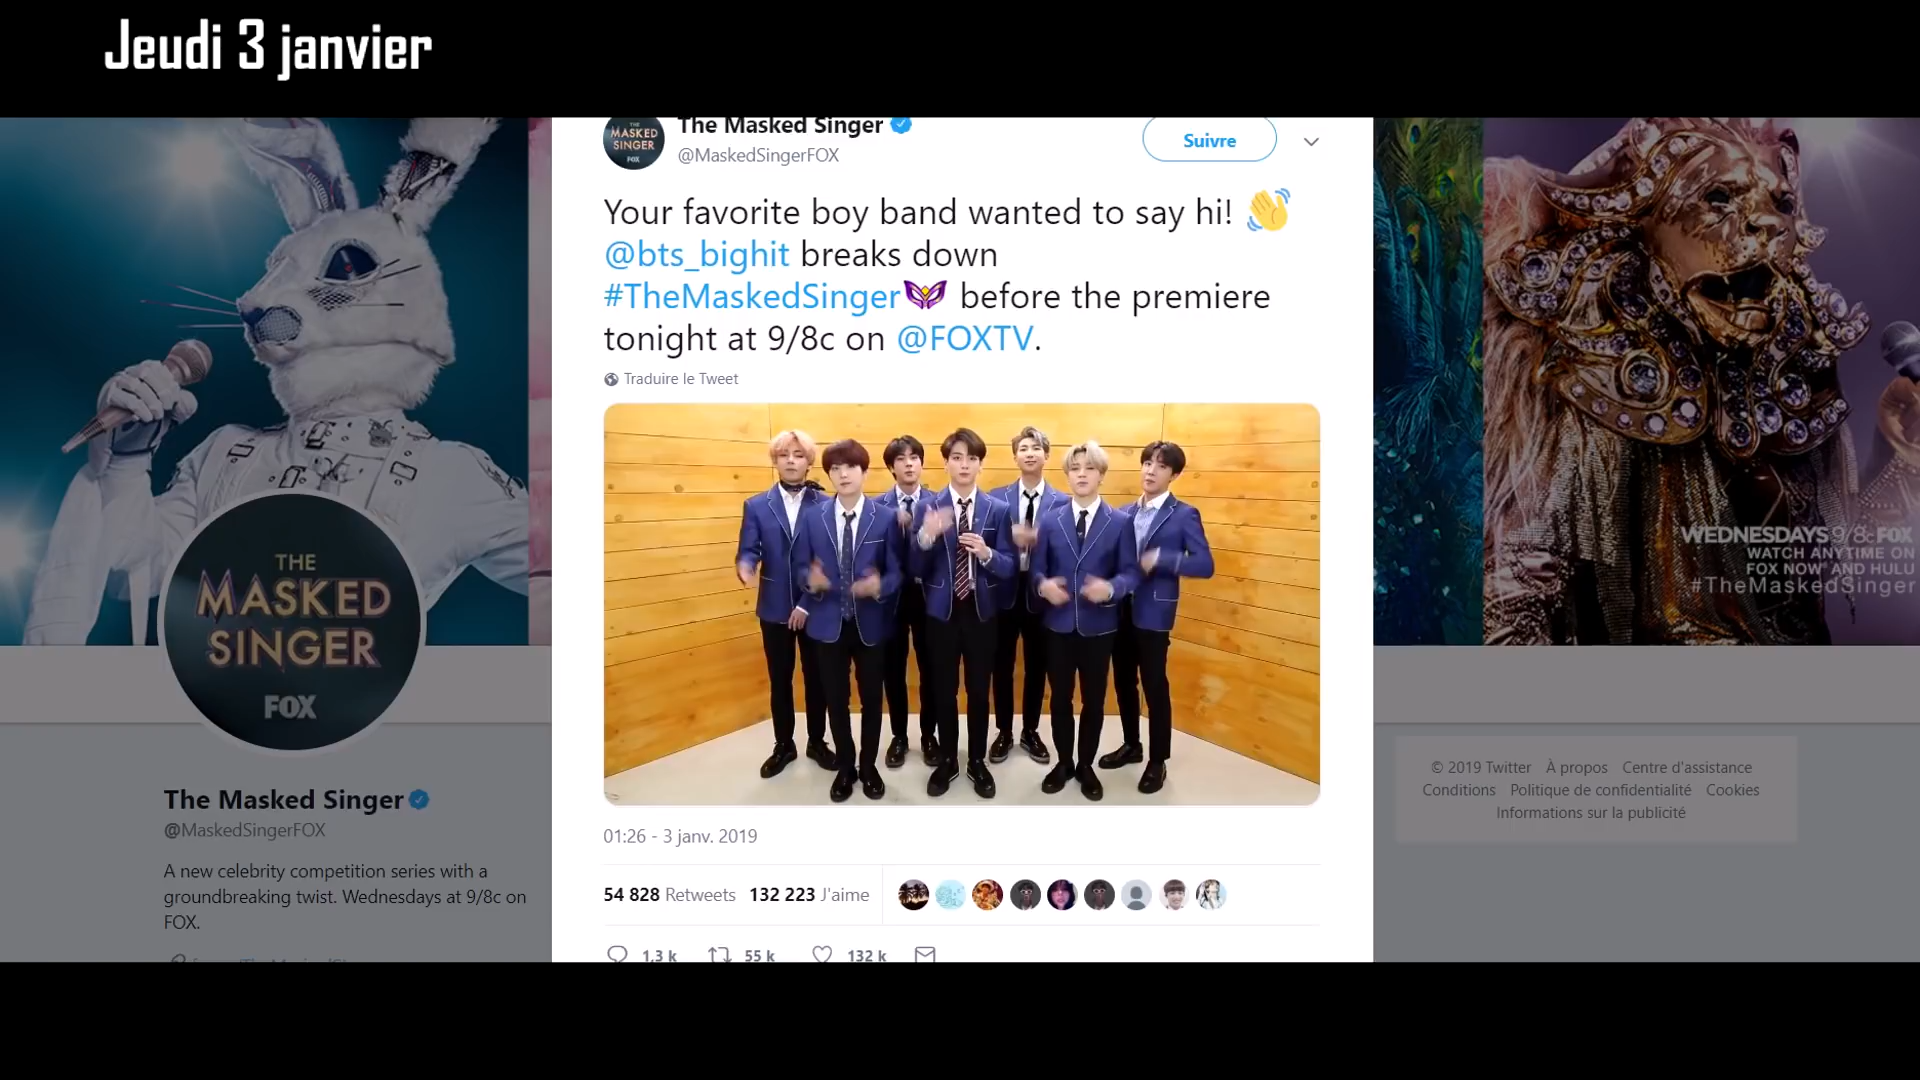 Jeudi 3 janvier
THE
MASKED
SINGER
FOX
The Masked Singer
@MaskedSingerFOX
Suivre
Your favorite boy band wanted to say hi! 👋
@bts_bighit breaks down
#TheMaskedSinger before the premiere
tonight at 9/8c on @FOXTV.
Traduire le Tweet
01:26 - 3 janv. 2019
54 828 Retweets 132 223 J'aime
1,3 k 55 k 132 k
THE
MASKED
SINGER
FOX
The Masked Singer
@MaskedSingerFOX
A new celebrity competition series with a
groundbreaking twist. Wednesdays at 9/8c on
FOX.
WEDNESDAYS 9/8c FOX
WATCH ANYTIME ON
FOX NOW AND HULU
#TheMaskedSinger
© 2019 Twitter À propos Centre d'assistance
Conditions Politique de confidentialité Cookies
Informations sur la publicité